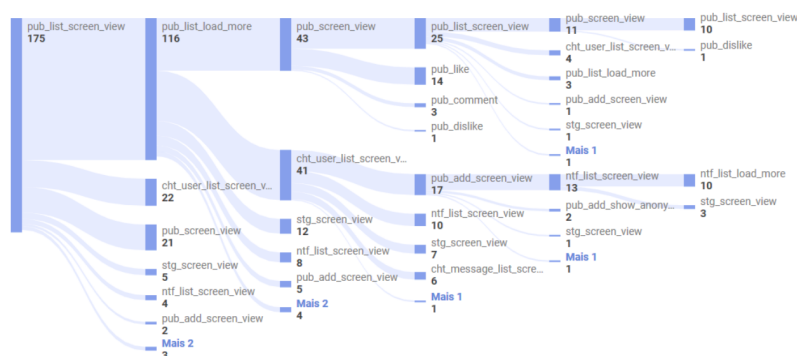 pub_list_screen_view
175
pub_list_load_more
116
cht_user_list_screen_v...
22
pub_screen_view
21
stg_screen_view
5
ntf_list_screen_view
4
pub_add_screen_view
2
Mais 2
3
pub_screen_view
43
cht_user_list_screen_v...
41
stg_screen_view
12
ntf_list_screen_view
8
pub_add_screen_view
5
Mais 2
4
pub_list_screen_view
25
pub_like
14
pub_comment
3
pub_dislike
1
pub_add_screen_view
17
ntf_list_screen_view
10
stg_screen_view
7
cht_message_list_scre...
6
Mais 1
1
pub_screen_view
11
cht_user_list_screen_v...
4
pub_list_load_more
3
pub_add_screen_view
1
stg_screen_view
1
Mais 1
1
ntf_list_screen_view
13
pub_add_show_anony...
2
stg_screen_view
1
Mais 1
1
pub_list_screen_view
10
pub_dislike
1
ntf_list_load_more
10
stg_screen_view
3